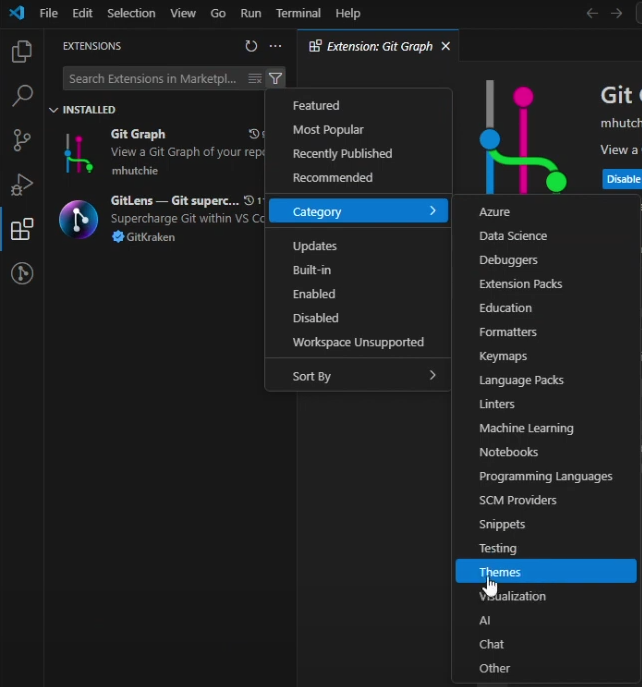 File Edit Selection View Go Run Terminal Help
EXTENSIONS
Extension: Git Graph
Search Extensions in Marketpl...
INSTALLED
Git Graph
View a Git Graph of your
mhutchie
GitLens — Git superc...
Supercharge Git within VS
GitKraken
Featured
Most Popular
Recently Published
Recommended
Category
Updates
Built-in
Enabled
Disabled
Workspace Unsupported
Sort By
Git
View a
Disable
Azure
Data Science
Debuggers
Extension Packs
Education
Formatters
Keymaps
Language Packs
Linters
Machine Learning
Notebooks
Programming Languages
SCM Providers
Snippets
Testing
Themes
Visualization
AI
Chat
Other